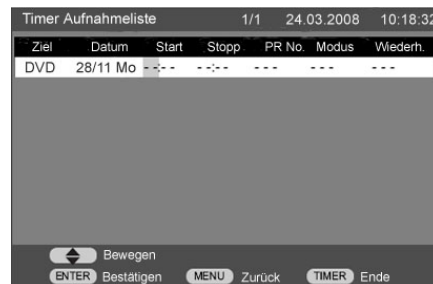 Timer Aufnahmeliste 1/1 24.03.2008 10:18:32
Ziel Datum Start Stopp PR No. Modus Wiederh.
DVD 28/11 Mo --:-- --:-- --- --- ---
Bewegen
ENTER Bestätigen MENU Zurück TIMER Ende